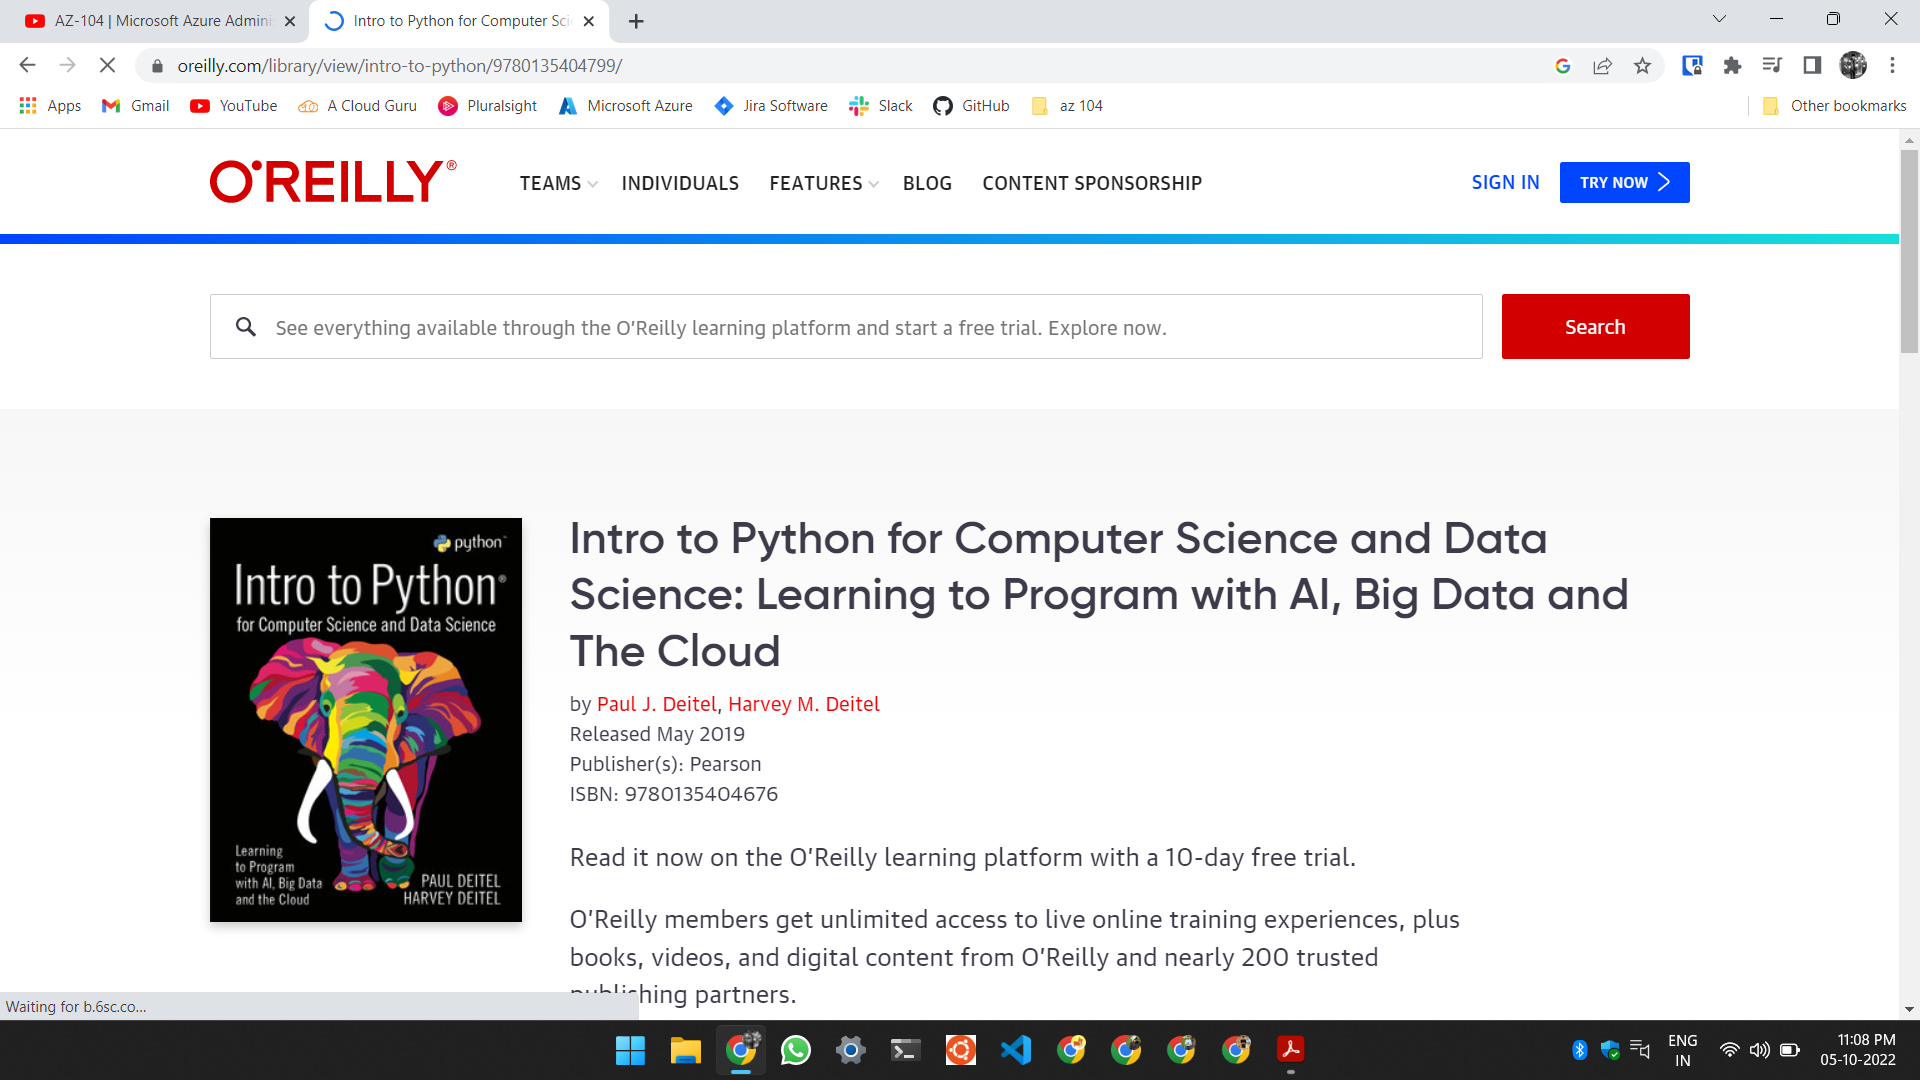 AZ-104 | Microsoft Azure Admini
Intro to Python for Computer Sci
oreilly.com/library/view/intro-to-python/9780135404799/
Apps
Gmail
YouTube
A Cloud Guru
Pluralsight
Microsoft Azure
Jira Software
Slack
GitHub
az 104
Other bookmarks
O'REILLY®
TEAMS
INDIVIDUALS
FEATURES
BLOG
CONTENT SPONSORSHIP
SIGN IN
TRY NOW
See everything available through the O’Reilly learning platform and start a free trial. Explore now.
Search
python™
Intro to Python®
for Computer Science and Data Science
Learning
to Program
with AI, Big Data
and the Cloud
PAUL DEITEL
HARVEY DEITEL
Intro to Python for Computer Science and Data
Science: Learning to Program with AI, Big Data and
The Cloud
by Paul J. Deitel, Harvey M. Deitel
Released May 2019
Publisher(s): Pearson
ISBN: 9780135404676
Read it now on the O’Reilly learning platform with a 10-day free trial.
O’Reilly members get unlimited access to live online training experiences, plus
books, videos, and digital content from O’Reilly and nearly 200 trusted
publishing partners.
Waiting for b.6sc.co...
ENG
IN
11:08 PM
05-10-2022